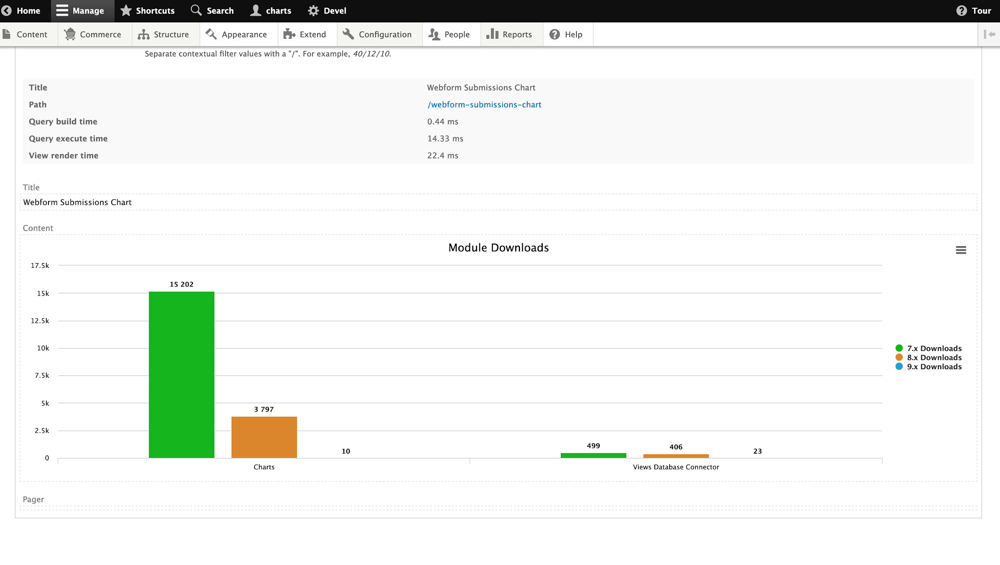 Home Manage Shortcuts Search charts Devel Tour
Content Commerce Structure Appearance Extend Configuration People Reports Help
Separate contextual filter values with a "/". For example, 40/12/10.
Title Webform Submissions Chart
Path /webform-submissions-chart
Query build time 0.44 ms
Query execute time 14.33 ms
View render time 22.4 ms
Title
Webform Submissions Chart
Content
Module Downloads
17.5k
15 202
15k
12.5k
10k
7.x Downloads
8.x Downloads
9.x Downloads
7.5k
5k
3 797
2.5k
499
406
10
23
0
Charts
Views Database Connector
Pager